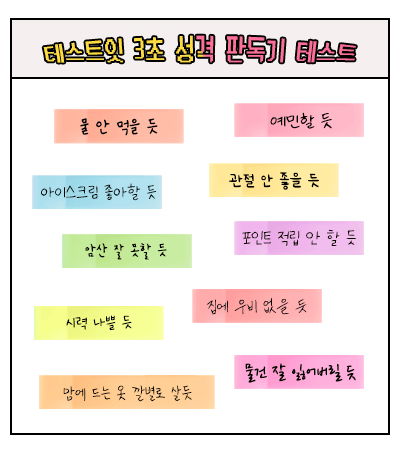 테스트잇 3초 성격 판독기 테스트
물 안 먹을 듯
예민할 듯
아이스크림 좋아할 듯
관절 안 좋을 듯
암산 잘 못할 듯
포인트 적립 안 할 듯
시력 나쁠 듯
집에 우비 없을 듯
물건 잘 잃어버릴 듯
맘에 드는 옷 깔별로 살듯